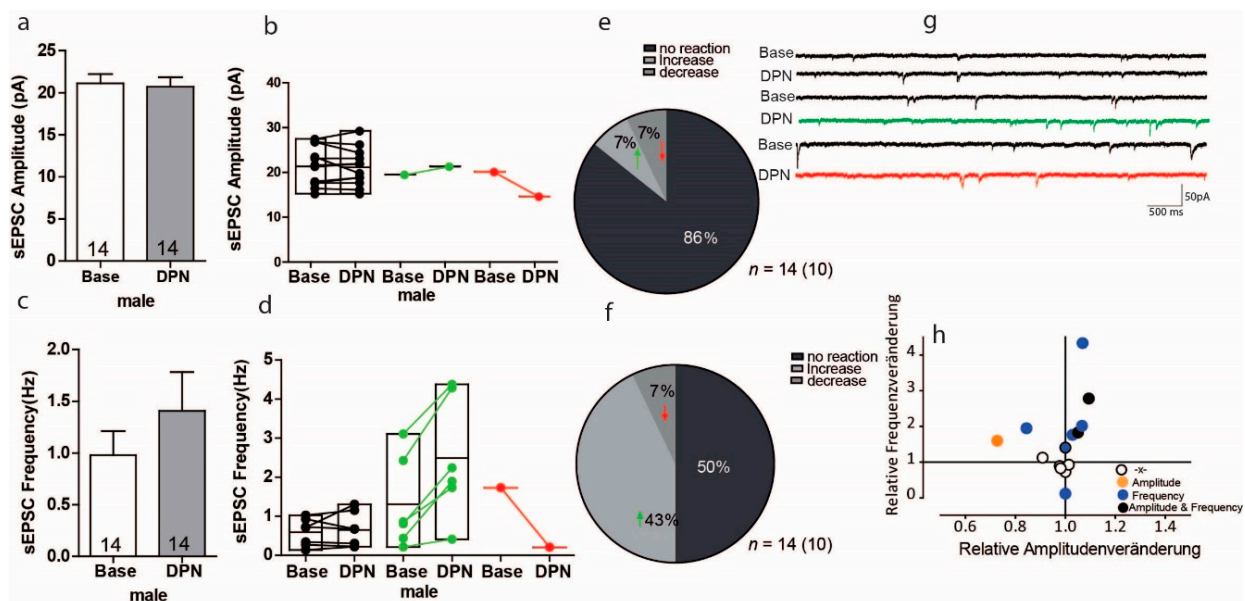 a
sEPSC Amplitude (pA)
25
20
15
10
5
0
14
14
Base
DPN
male
b
sEPSC Amplitude (pA)
40
30
20
10
0
Base DPN Base DPN Base DPN
male
e
no reaction
Increase
decrease
7%
7%
86%
n = 14 (10)
g
Base
DPN
Base
DPN
Base
DPN
50pA
500 ms
c
sEPSC Frequency(Hz)
2.0
1.5
1.0
0.5
0.0
14
14
Base
DPN
male
d
sEPSC Frequency(Hz)
5
4
3
2
1
0
Base DPN Base DPN Base DPN
male
f
no reaction
Increase
decrease
7%
50%
43%
n = 14 (10)
h
Relative Frequenzveränderung
4
3
2
1
0
-x-
Amplitude
Frequency
Amplitude & Frequency
0.6 0.8 1.0 1.2 1.4
Relative Amplitudenveränderung